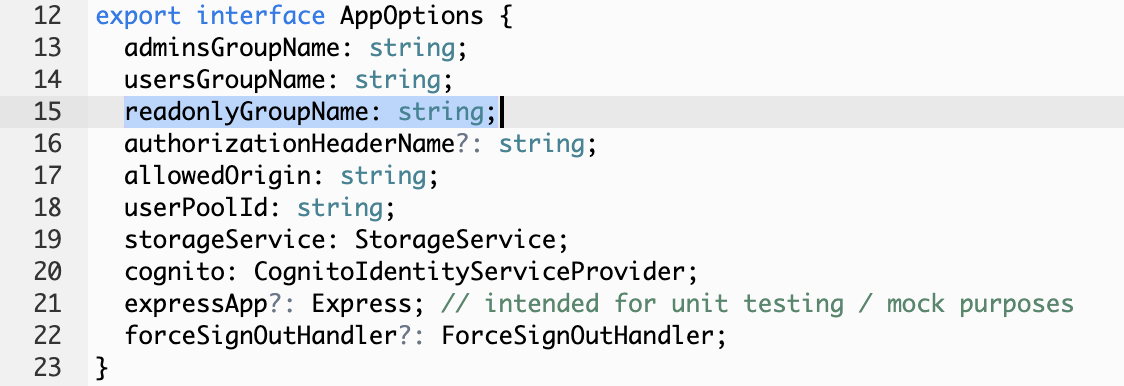 12 export interface AppOptions {
13 adminsGroupName: string;
14 usersGroupName: string;
15 readonlyGroupName: string;
16 authorizationHeaderName?: string;
17 allowedOrigin: string;
18 userPoolId: string;
19 storageService: StorageService;
20 cognito: CognitoIdentityServiceProvider;
21 expressApp?: Express; // intended for unit testing / mock purposes
22 forceSignOutHandler?: ForceSignOutHandler;
23 }